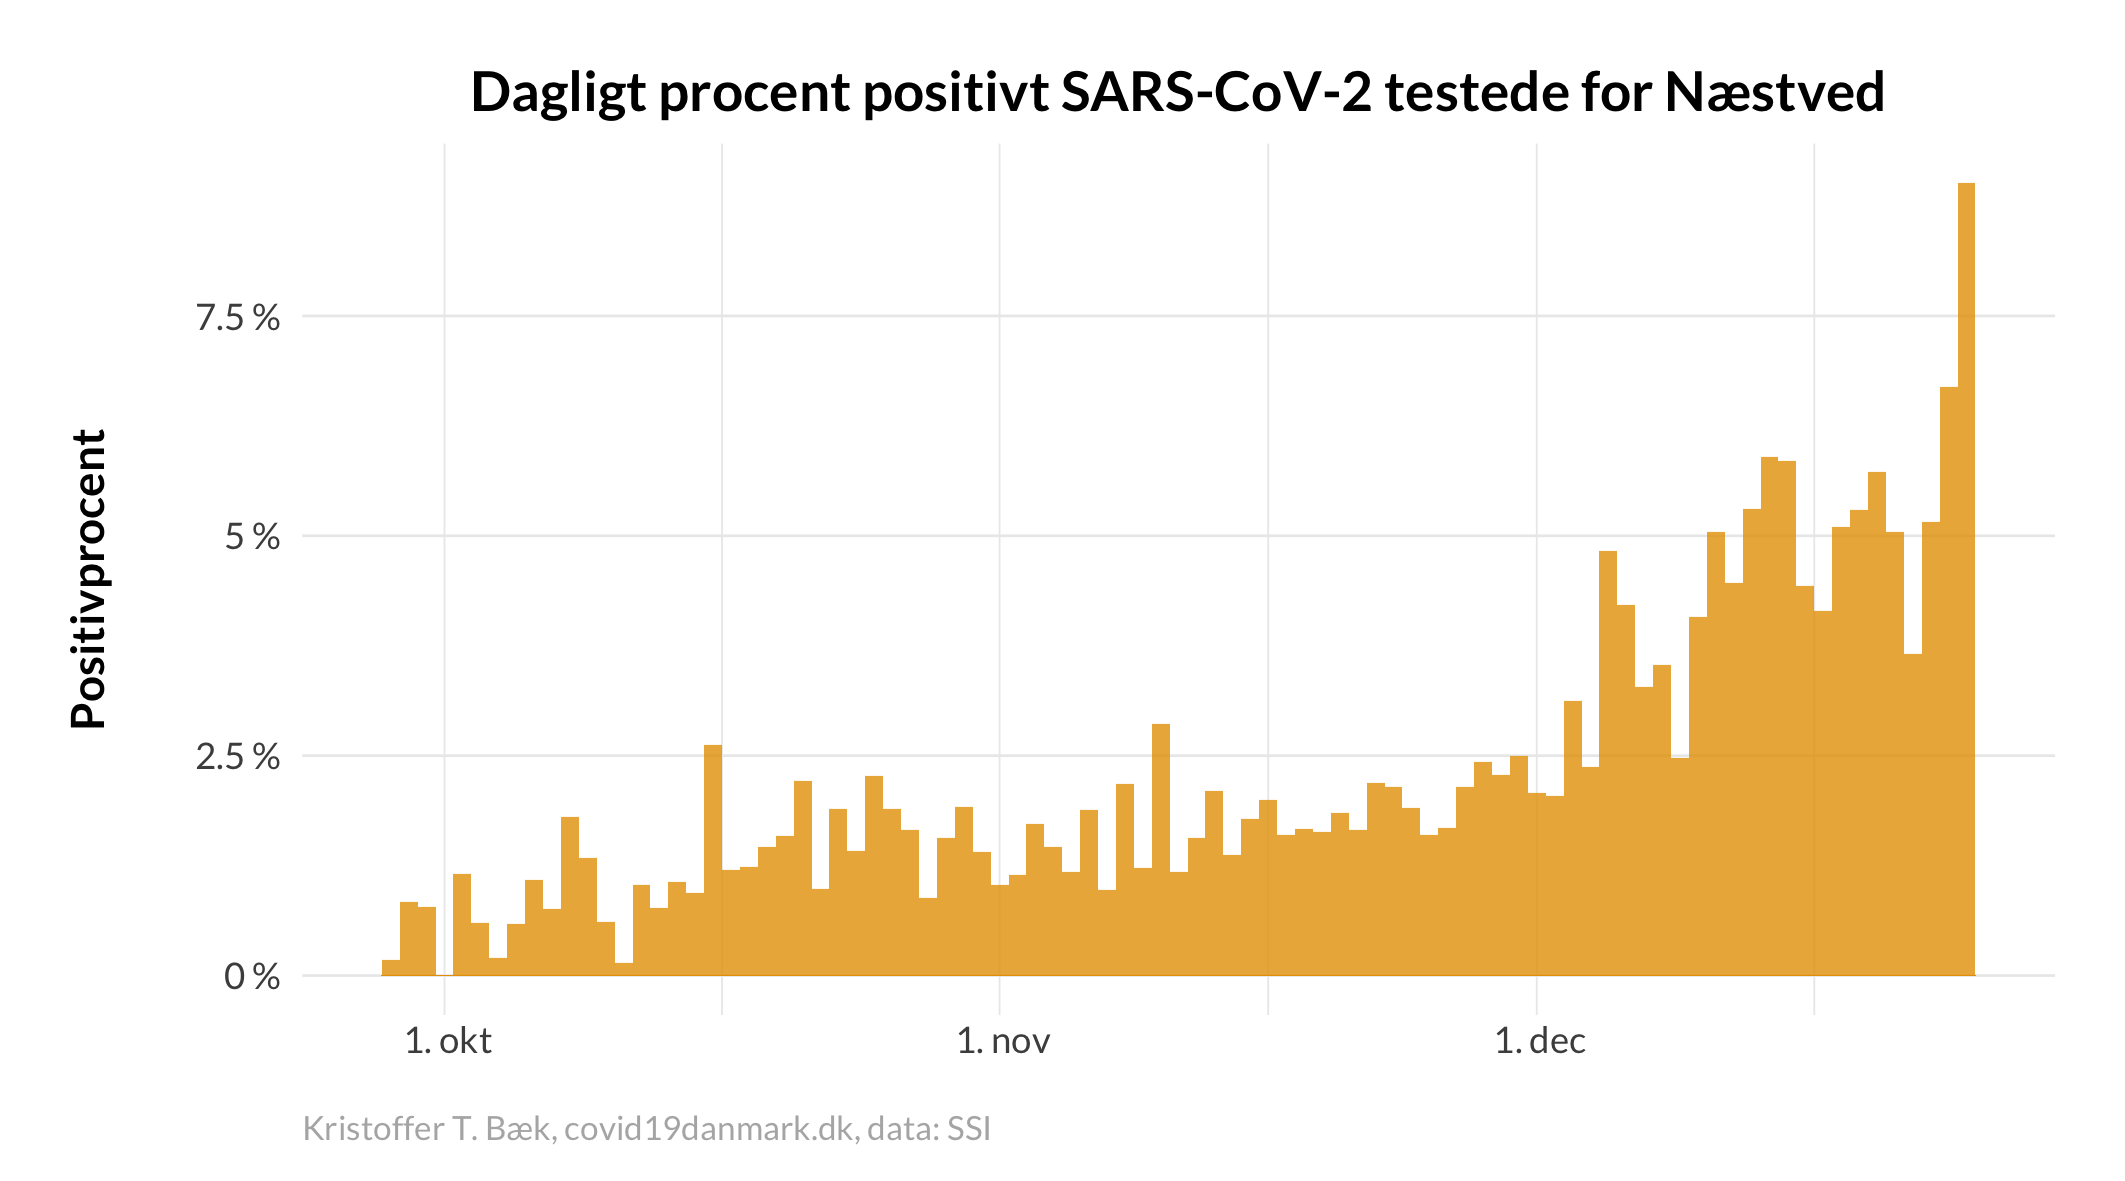 Dagligt procent positivt SARS-CoV-2 testede for Næstved
Positivprocent
7.5 %
5 %
2.5 %
0 %
1. okt
1. nov
1. dec
Kristoffer T. Bæk, covid19danmark.dk, data: SSI